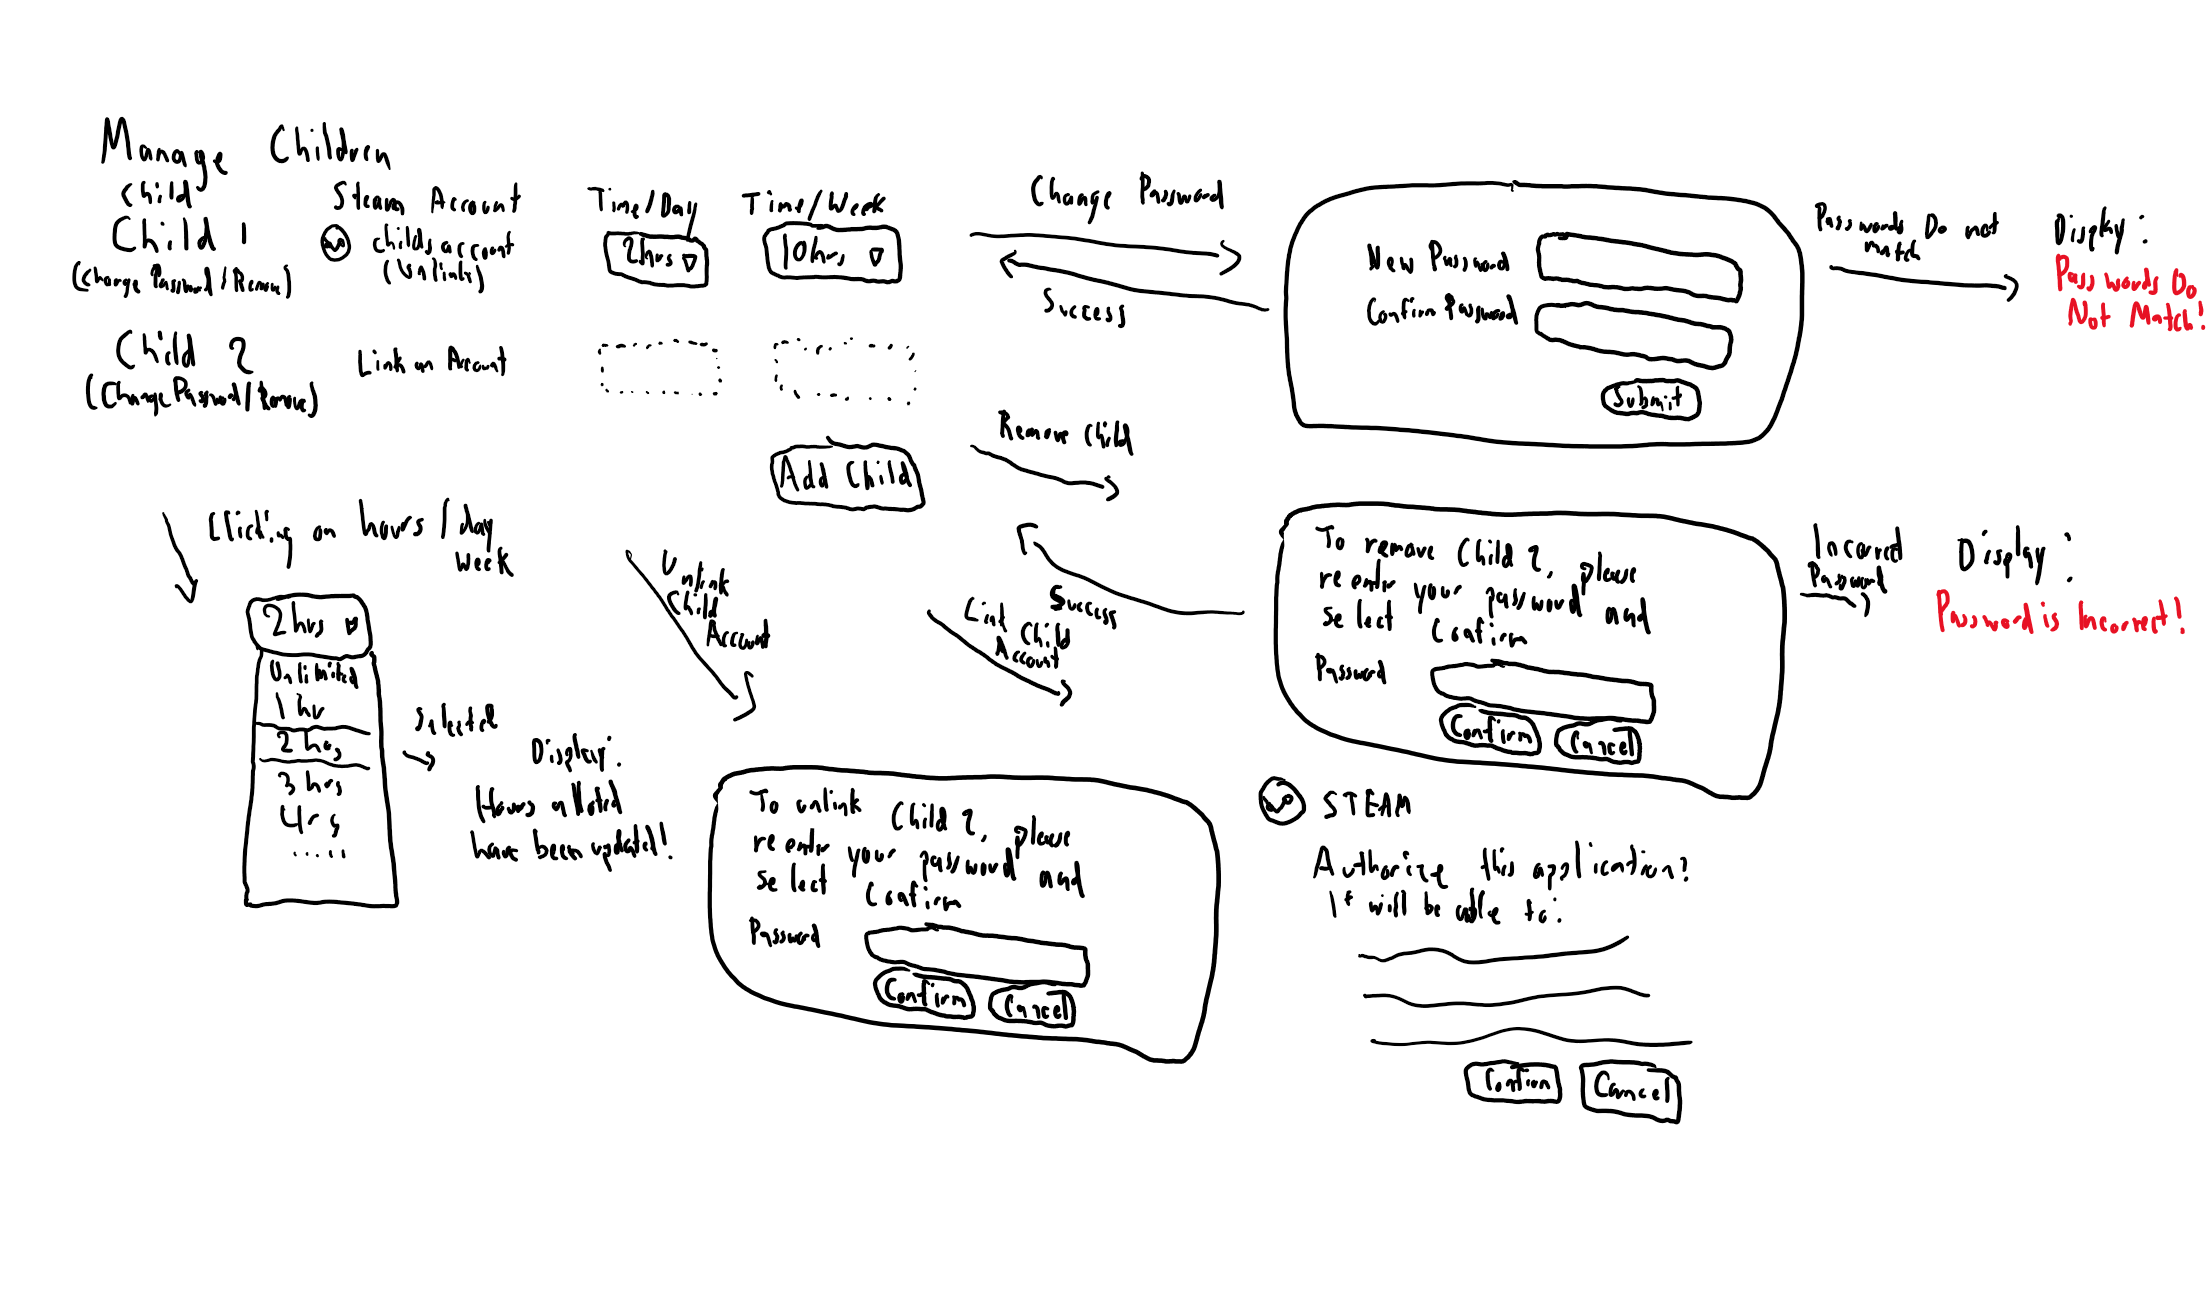 Manage Children
Child
Steam Account
Time/Day
Time/Week
Child 1
childs account
(Unlink)
2hrs
10hrs
(Change Password/Remove)
Child 2
Link an Account
(Change Password/Remove)
Add Child
Change Password
Success
New Password
Confirm Password
Submit
Passwords Do not
match
Display:
Passwords Do
Not Match!
Remove Child
Success
To remove Child 2, please
re enter your password and
select Confirm
Password
Confirm
Cancel
Incorrect
Password
Display:
Password is Incorrect!
Clicking on hours/day
week
2hrs
Unlimited
1 hr
2 hrs
3 hrs
4rs
.....
Selected
Display:
Hours allotted
have been updated!
Unlink
Child
Account
To unlink Child 2, please
re enter your password and
select Confirm
Password
Confirm
Cancel
Link Child
Account
STEAM
Authorize this application?
It will be able to:
Confirm
Cancel